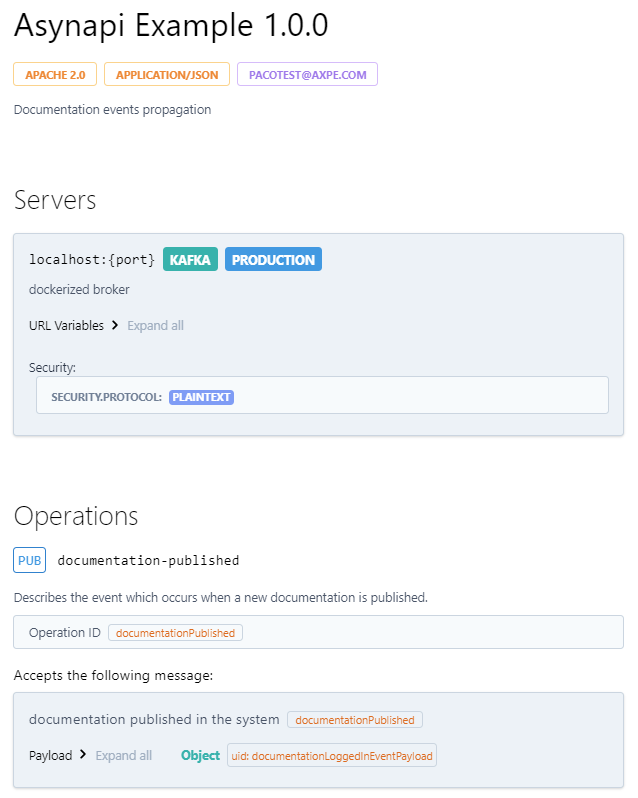 Asynapi Example 1.0.0
APACHE 2.0 APPLICATION/JSON PACOTEST@AXPE.COM
Documentation events propagation
Servers
localhost:{port} KAFKA PRODUCTION
dockerized broker
URL Variables Expand all
Security:
SECURITY.PROTOCOL: PLAINTEXT
Operations
PUB documentation-published
Describes the event which occurs when a new documentation is published.
Operation ID documentationPublished
Accepts the following message:
documentation published in the system documentationPublished
Payload Expand all Object uid: documentationLoggedInEventPayload